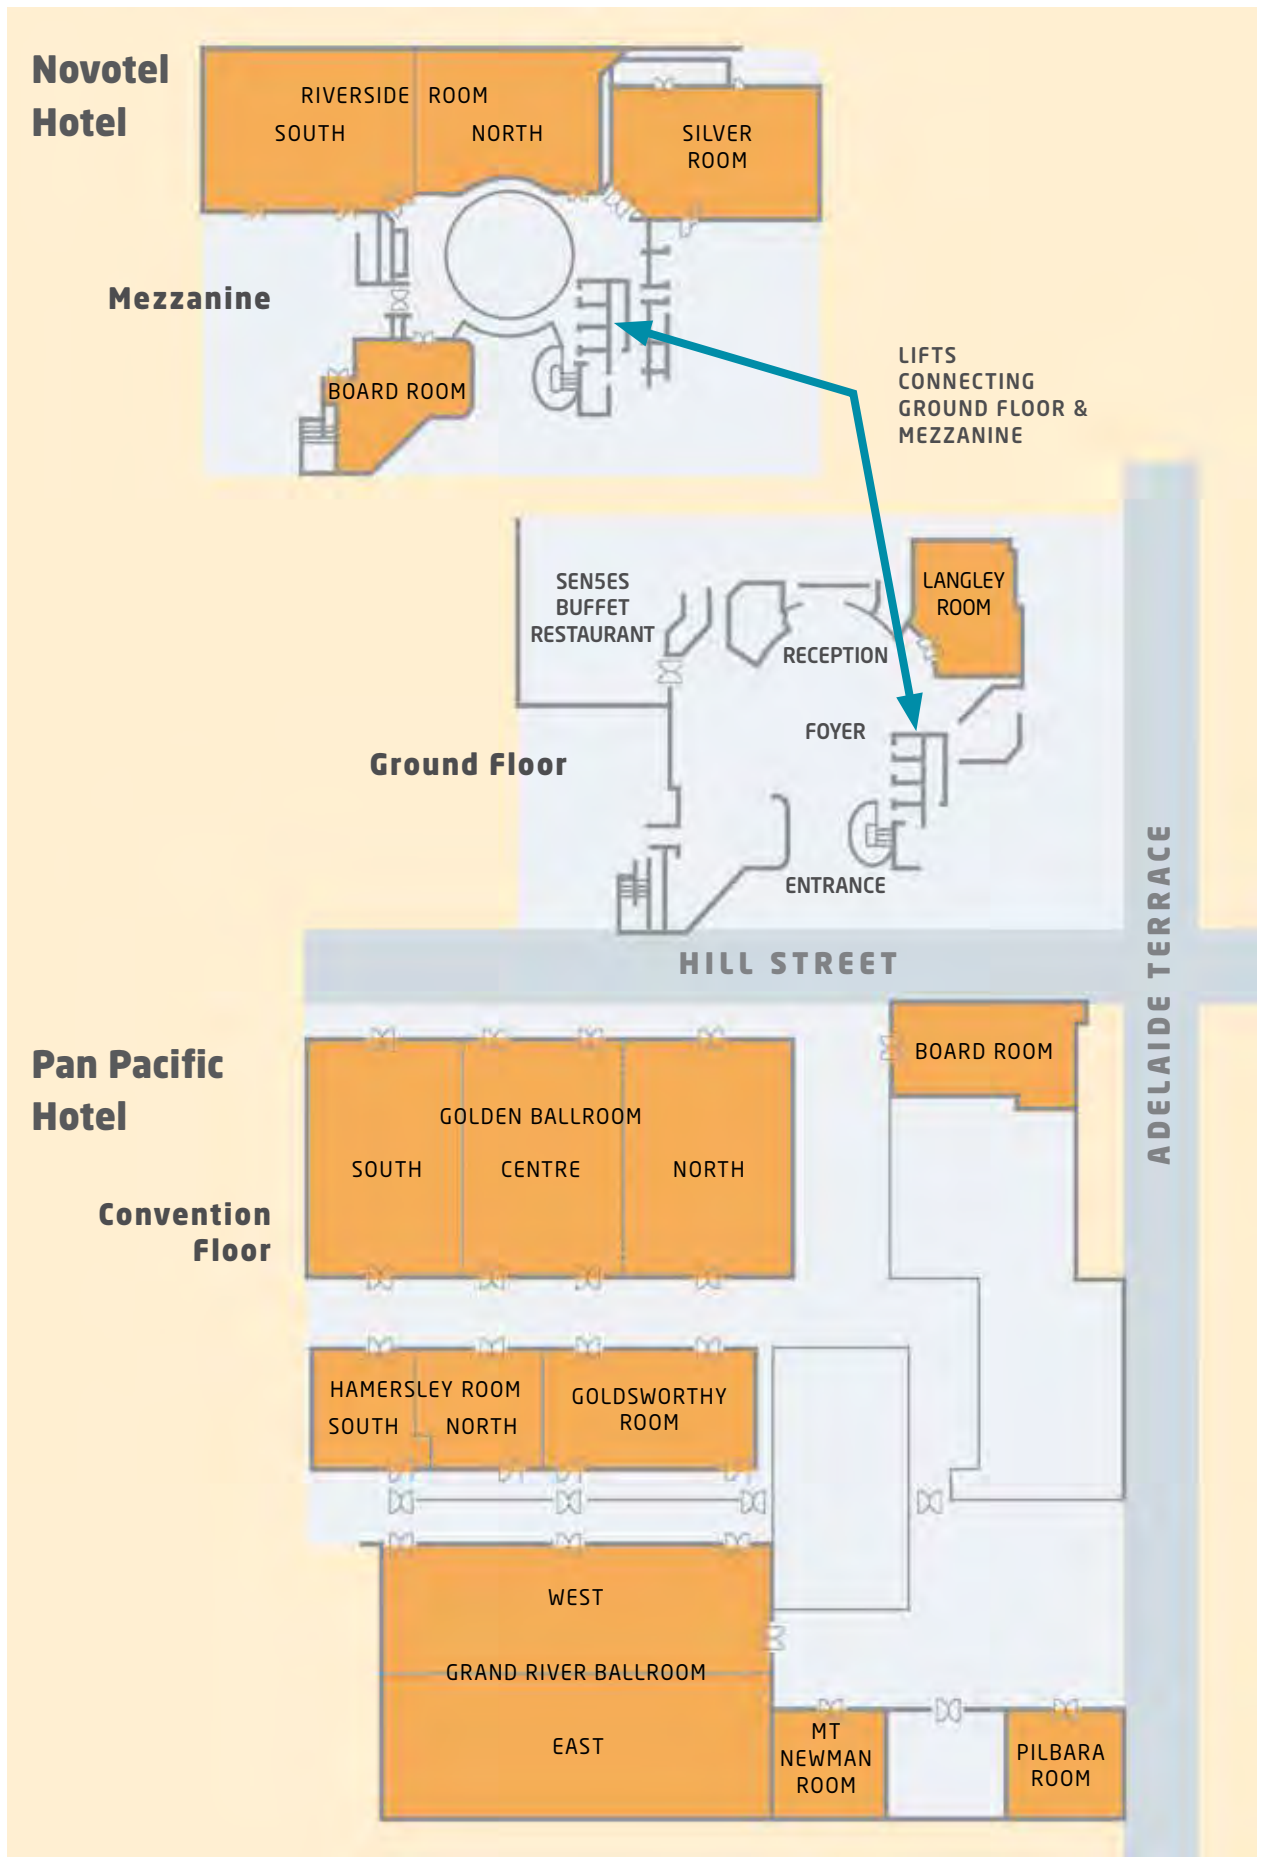 Novotel
Hotel
RIVERSIDE ROOM
SOUTH
NORTH
SILVER
ROOM
Mezzanine
BOARD ROOM
LIFTS
CONNECTING
GROUND FLOOR &
MEZZANINE
SEN5ES
BUFFET
RESTAURANT
LANGLEY
ROOM
RECEPTION
FOYER
Ground Floor
ENTRANCE
HILL STREET
ADELAIDE TERRACE
Pan Pacific
Hotel
BOARD ROOM
GOLDEN BALLROOM
SOUTH
CENTRE
NORTH
Convention
Floor
HAMERSLEY ROOM
SOUTH
NORTH
GOLDSWORTHY
ROOM
WEST
GRAND RIVER BALLROOM
EAST
MT
NEWMAN
ROOM
PILBARA
ROOM